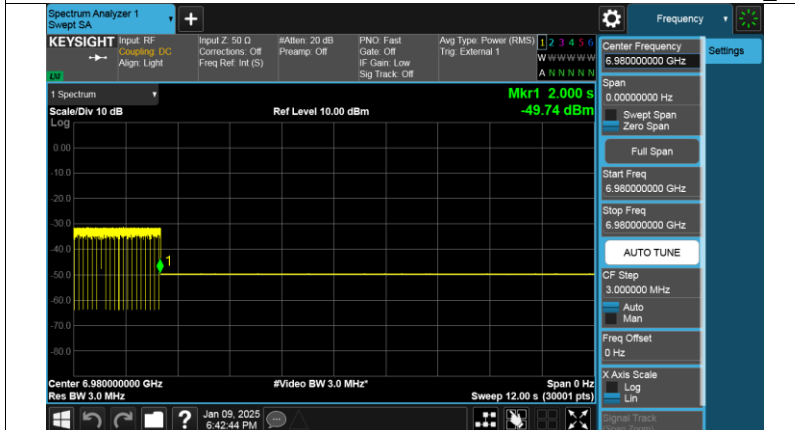 Spectrum Analyzer 1
Swept SA
Frequency
KEYSIGHT
Input: RF
Coupling: DC
Align: Light
Input Z: 50 Ω
Corrections: Off
Freq Ref: Int (S)
#Atten: 20 dB
Preamp: Off
PNO: Fast
Gate: Off
IF Gain: Low
Sig Track: Off
Avg Type: Power (RMS)
Trig: External 1
1 2 3 4 5 6
W W W W W W
A N N N N N
LXI
Center Frequency
6.980000000 GHz
Settings
Span
0.00000000 Hz
Swept Span
Zero Span
Full Span
Start Freq
6.980000000 GHz
Stop Freq
6.980000000 GHz
AUTO TUNE
CF Step
3.000000 MHz
Auto
Man
Freq Offset
0 Hz
X Axis Scale
Log
Lin
Signal Track
(Span Zoom)
1 Spectrum
Scale/Div 10 dB
Log
Ref Level 10.00 dBm
Mkr1 2.000 s
-49.74 dBm
0.00
-10.0
-20.0
-30.0
-40.0
-50.0
-60.0
-70.0
-80.0
1
Center 6.980000000 GHz
Res BW 3.0 MHz
#Video BW 3.0 MHz*
Span 0 Hz
Sweep 12.00 s (30001 pts)
?
Jan 09, 2025
6:42:44 PM